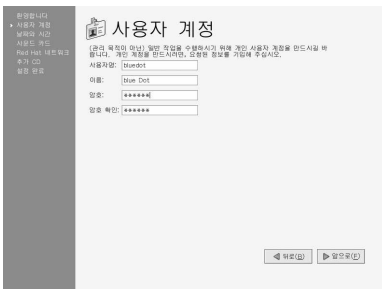 환영합니다
사용자 계정
날짜와 시간
사운드 카드
Red Hat 네트워크
추가 CD
설정 완료
사용자 계정
(관리 목적이 아닌) 일반 작업을 수행하시기 위해 개인 사용자 계정을 만드시길 바
랍니다. 개인 계정을 만드시려면, 요청된 정보를 기입해 주십시오.
사용자명: bluedot
이름: blue Dot
암호: ******
암호 확인: ******
뒤로(B) 앞으로(F)